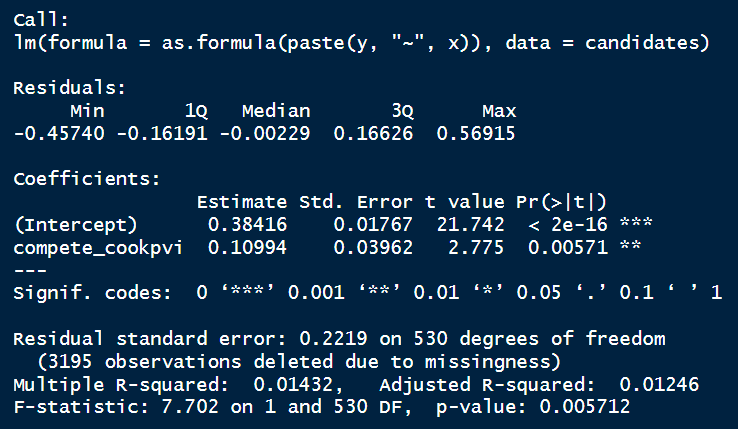 Call:
lm(formula = as.formula(paste(y, "~", x)), data = candidates)
Residuals:
     Min       1Q   Median       3Q      Max
-0.45740 -0.16191 -0.00229  0.16626  0.56915
Coefficients:
                Estimate Std. Error t value Pr(>|t|)
(Intercept)      0.38416    0.01767  21.742  < 2e-16 ***
compete_cookpvi  0.10994    0.03962   2.775  0.00571 **
---
Signif. codes:  0 ‘***’ 0.001 ‘**’ 0.01 ‘*’ 0.05 ‘.’ 0.1 ‘ ’ 1
Residual standard error: 0.2219 on 530 degrees of freedom
  (3195 observations deleted due to missingness)
Multiple R-squared:  0.01432,	Adjusted R-squared:  0.01246
F-statistic: 7.702 on 1 and 530 DF,  p-value: 0.005712